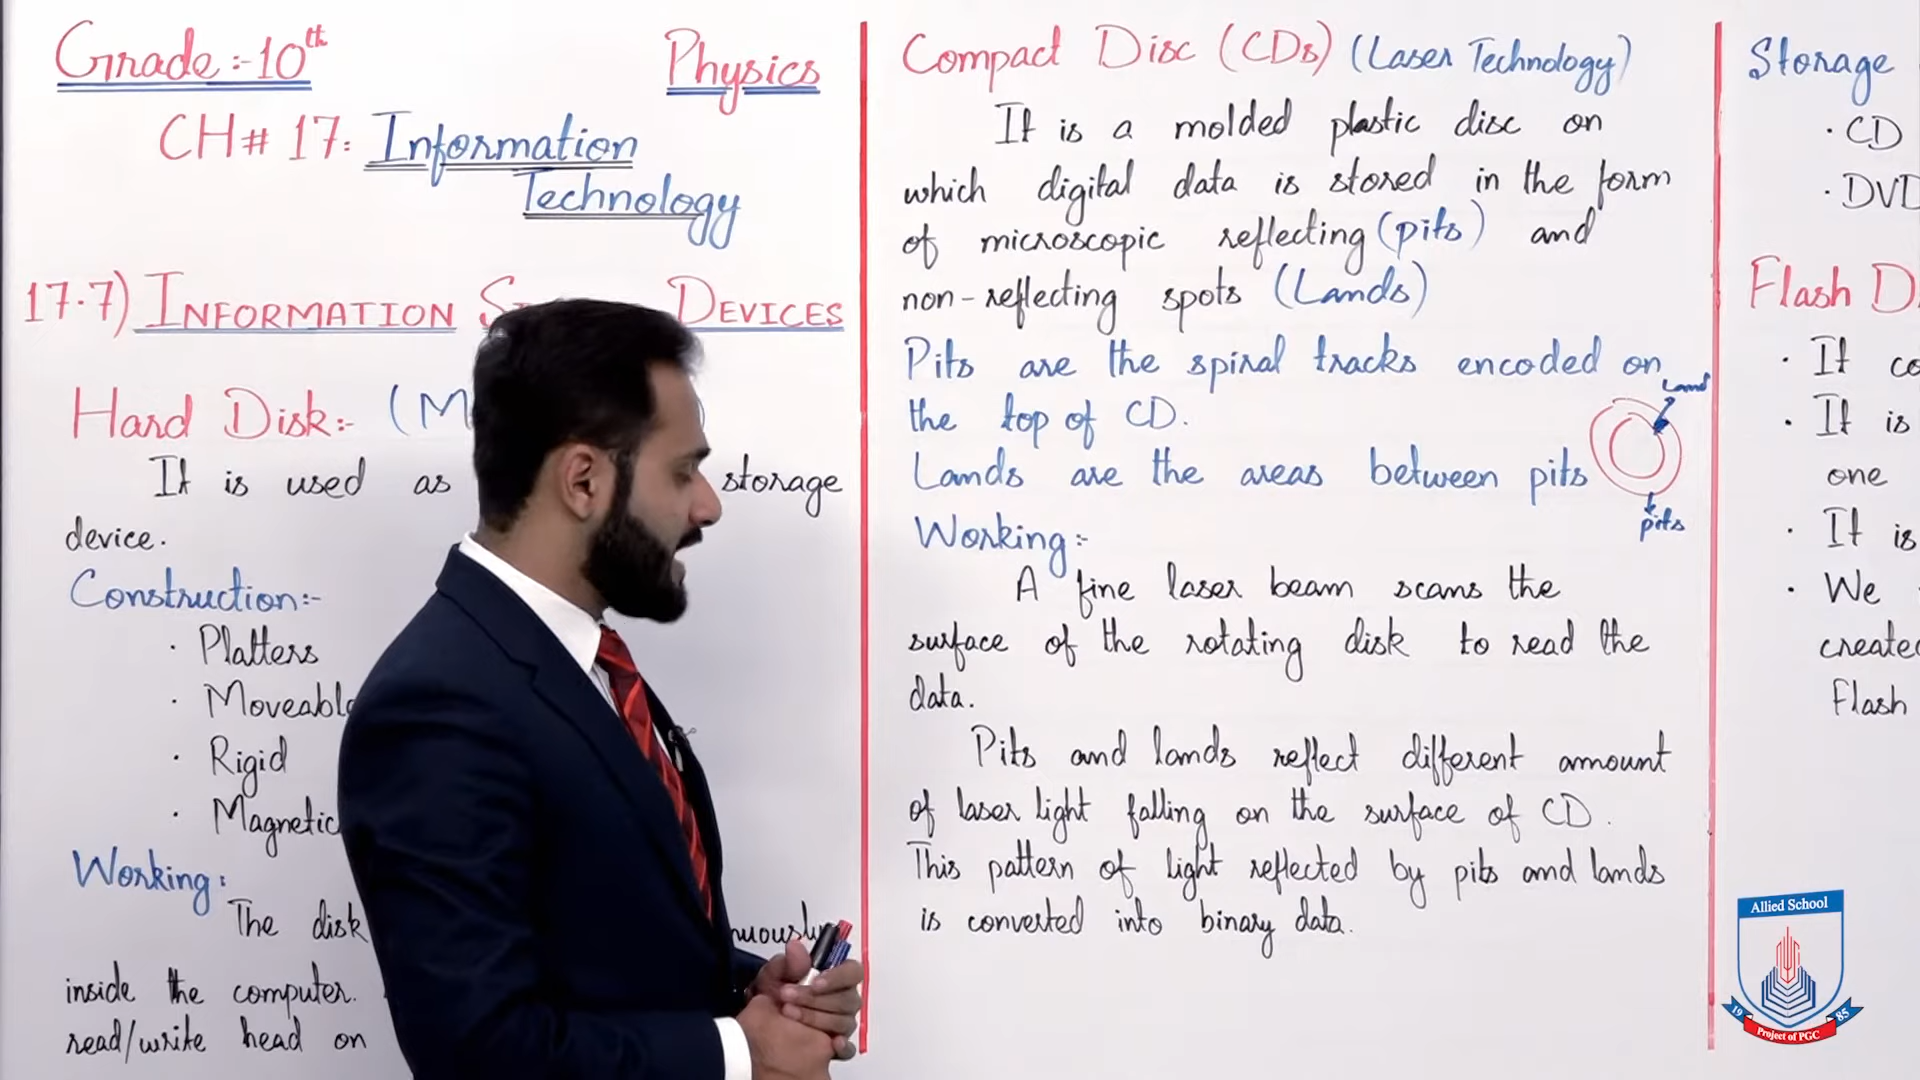 Grade:-10th
Physics
CH# 17: Information
Technology
17.7) INFORMATION DEVICES
Hard Disk:- (M
It is used as storage
device.
Construction:-
· Platters
· Moveable
· Rigid
· Magnetic
Working:
The disk nuously
inside the computer.
read/write head on
Compact Disc (CDs) (Laser Technology)
It is a molded plastic disc on
which digital data is stored in the form
of microscopic reflecting (pits) and
non-reflecting spots (Lands)
Pits are the spiral tracks encoded on
the top of CD.
Lands are the areas between pits
Land
pits
Working:-
A fine laser beam scans the
surface of the rotating disk to read the
data.
Pits and lands reflect different amount
of laser light falling on the surface of CD.
This pattern of light reflected by pits and lands
is converted into binary data.
Storage
· CD
· DVD
Flash D
· It co
· It is
one
· It is
· We
created
Flash
Allied School
19 85
Project of PGC